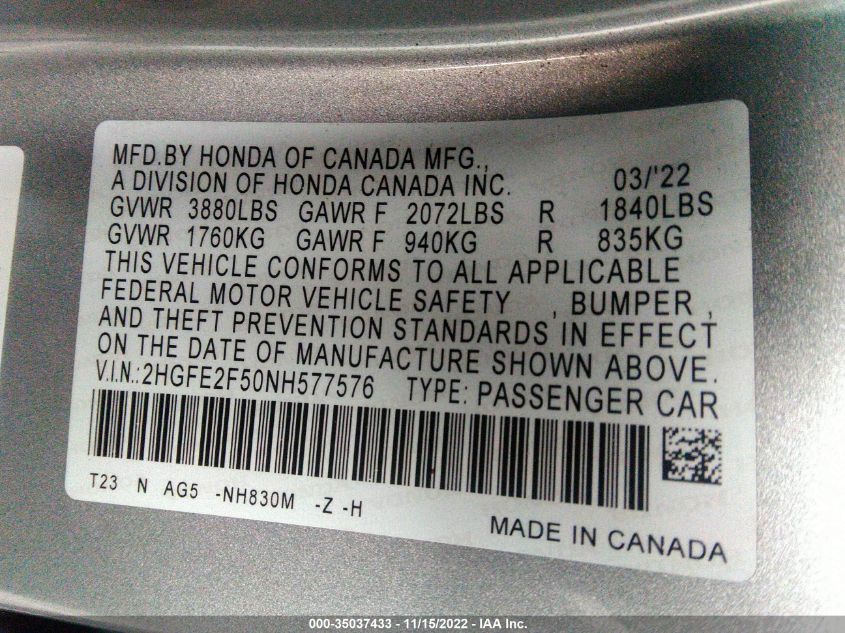 MFD.BY HONDA OF CANADA MFG.,
A DIVISION OF HONDA CANADA INC. 03/'22
GVWR 3880LBS GAWR F 2072LBS R 1840LBS
GVWR 1760KG GAWR F 940KG R 835KG
THIS VEHICLE CONFORMS TO ALL APPLICABLE
FEDERAL MOTOR VEHICLE SAFETY , BUMPER ,
AND THEFT PREVENTION STANDARDS IN EFFECT
ON THE DATE OF MANUFACTURE SHOWN ABOVE.
V.I.N.:2HGFE2F50NH577576 TYPE: PASSENGER CAR
T23 N AG5 -NH830M -Z -H
MADE IN CANADA
000-35037433 - 11/15/2022 - IAA Inc.